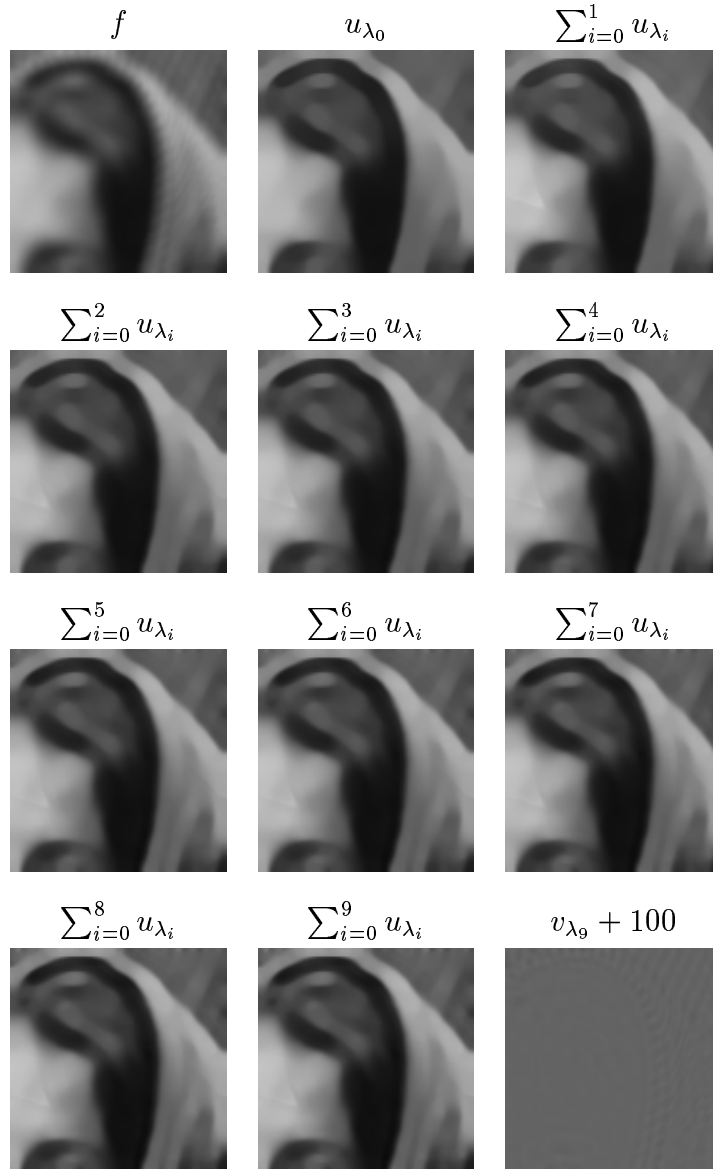 f u_{λ_0} ∑_{i=0}^{1} u_{λ_i}
∑_{i=0}^{2} u_{λ_i} ∑_{i=0}^{3} u_{λ_i} ∑_{i=0}^{4} u_{λ_i}
∑_{i=0}^{5} u_{λ_i} ∑_{i=0}^{6} u_{λ_i} ∑_{i=0}^{7} u_{λ_i}
∑_{i=0}^{8} u_{λ_i} ∑_{i=0}^{9} u_{λ_i} v_{λ_9} + 100